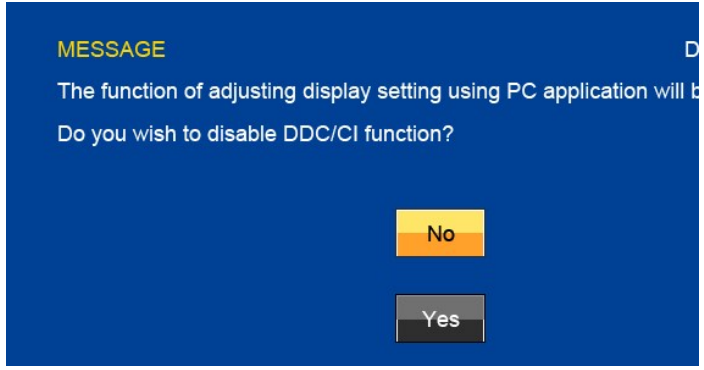 MESSAGE D
The function of adjusting display setting using PC application will b
Do you wish to disable DDC/CI function?
No
Yes